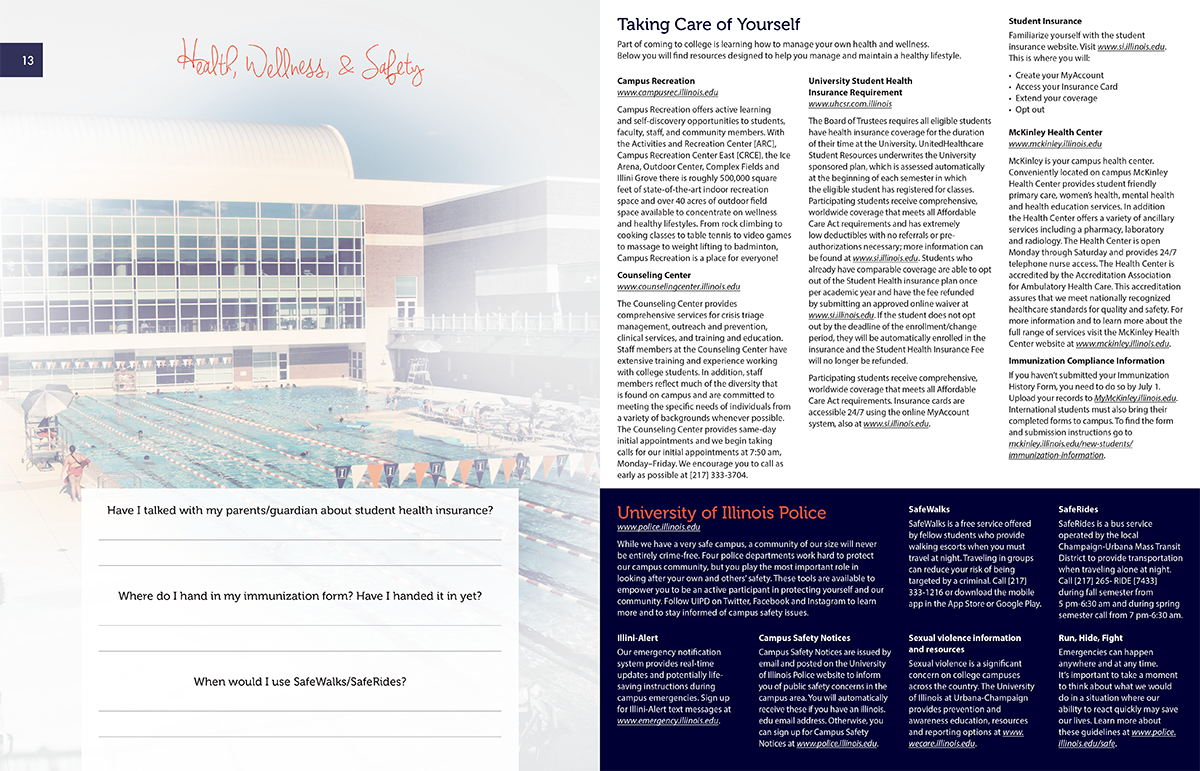 13
Health, Wellness, & Safety
Have I talked with my parents/guardian about student health insurance?
Where do I hand in my immunization form? Have I handed it in yet?
When would I use SafeWalks/SafeRides?
Taking Care of Yourself
Part of coming to college is learning how to manage your own health and wellness.
Below you will find resources designed to help you manage and maintain a healthy lifestyle.
Campus Recreation
www.campusrec.illinois.edu
Campus Recreation offers active learning
and self-discovery opportunities to students,
faculty, staff, and community members. With
the Activities and Recreation Center [ARC],
Campus Recreation Center East [CRCE], the Ice
Arena, Outdoor Center, Complex Fields and
Illini Grove there is roughly 500,000 square
feet of state-of-the-art indoor recreation
space and over 40 acres of outdoor field
space available to concentrate on wellness
and healthy lifestyles. From rock climbing to
cooking classes to table tennis to video games
to massage to weight lifting to badminton,
Campus Recreation is a place for everyone!
Counseling Center
www.counselingcenter.illinois.edu
The Counseling Center provides
comprehensive services for crisis triage
management, outreach and prevention,
clinical services, and training and education.
Staff members at the Counseling Center have
extensive training and experience working
with college students. In addition, staff
members reflect much of the diversity that
is found on campus and are committed to
meeting the specific needs of individuals from
a variety of backgrounds whenever possible.
The Counseling Center provides same-day
initial appointments and we begin taking
calls for our initial appointments at 7:50 am,
Monday–Friday. We encourage you to call as
early as possible at [217] 333-3704.
University Student Health
Insurance Requirement
www.uhcsr.com.illinois
The Board of Trustees requires all eligible students
have health insurance coverage for the duration
of their time at the University. UnitedHealthcare
Student Resources underwrites the University
sponsored plan, which is assessed automatically
at the beginning of each semester in which
the eligible student has registered for classes.
Participating students receive comprehensive,
worldwide coverage that meets all Affordable
Care Act requirements and has extremely
low deductibles with no referrals or pre-
authorizations necessary; more information can
be found at www.si.illinois.edu. Students who
already have comparable coverage are able to opt
out of the Student Health insurance plan once
per academic year and have the fee refunded
by submitting an approved online waiver at
www.si.illinois.edu. If the student does not opt
out by the deadline of the enrollment/change
period, they will be automatically enrolled in the
insurance and the Student Health Insurance Fee
will no longer be refunded.
Participating students receive comprehensive,
worldwide coverage that meets all Affordable
Care Act requirements. Insurance cards are
accessible 24/7 using the online MyAccount
system, also at www.si.illinois.edu.
Student Insurance
Familiarize yourself with the student
insurance website. Visit www.si.illinois.edu.
This is where you will:
• Create your MyAccount
• Access your Insurance Card
• Extend your coverage
• Opt out
McKinley Health Center
www.mckinley.illinois.edu
McKinley is your campus health center.
Conveniently located on campus McKinley
Health Center provides student friendly
primary care, women's health, mental health
and health education services. In addition
the Health Center offers a variety of ancillary
services including a pharmacy, laboratory
and radiology. The Health Center is open
Monday through Saturday and provides 24/7
telephone nurse access. The Health Center is
accredited by the Accreditation Association
for Ambulatory Health Care. This accreditation
assures that we meet nationally recognized
healthcare standards for quality and safety. For
more information and to learn more about the
full range of services visit the McKinley Health
Center website at www.mckinley.illinois.edu.
Immunization Compliance Information
If you haven't submitted your Immunization
History Form, you need to do so by July 1.
Upload your records to MyMcKinley.illinois.edu.
International students must also bring their
completed forms to campus. To find the form
and submission instructions go to
mckinley.illinois.edu/new-students/
immunization-information.
University of Illinois Police
www.police.illinois.edu
While we have a very safe campus, a community of our size will never
be entirely crime-free. Four police departments work hard to protect
our campus community, but you play the most important role in
looking after your own and others' safety. These tools are available to
empower you to be an active participant in protecting yourself and our
community. Follow UIPD on Twitter, Facebook and Instagram to learn
more and to stay informed of campus safety issues.
SafeWalks
SafeWalks is a free service offered
by fellow students who provide
walking escorts when you must
travel at night. Traveling in groups
can reduce your risk of being
targeted by a criminal. Call [217]
333-1216 or download the mobile
app in the App Store or Google Play.
SafeRides
SafeRides is a bus service
operated by the local
Champaign-Urbana Mass Transit
District to provide transportation
when traveling alone at night.
Call [217] 265- RIDE [7433]
during fall semester from
5 pm-6:30 am and during spring
semester call from 7 pm-6:30 am.
Illini-Alert
Our emergency notification
system provides real-time
updates and potentially life-
saving instructions during
campus emergencies. Sign up
for Illini-Alert text messages at
www.emergency.illinois.edu.
Campus Safety Notices
Campus Safety Notices are issued by
email and posted on the University
of Illinois Police website to inform
you of public safety concerns in the
campus area. You will automatically
receive these if you have an illinois.
edu email address. Otherwise, you
can sign up for Campus Safety
Notices at www.police.illinois.edu.
Sexual violence information
and resources
Sexual violence is a significant
concern on college campuses
across the country. The University
of Illinois at Urbana-Champaign
provides prevention and
awareness education, resources
and reporting options at www.
wecare.illinois.edu.
Run, Hide, Fight
Emergencies can happen
anywhere and at any time.
It's important to take a moment
to think about what we would
do in a situation where our
ability to react quickly may save
our lives. Learn more about
these guidelines at www.police.
illinois.edu/safe.